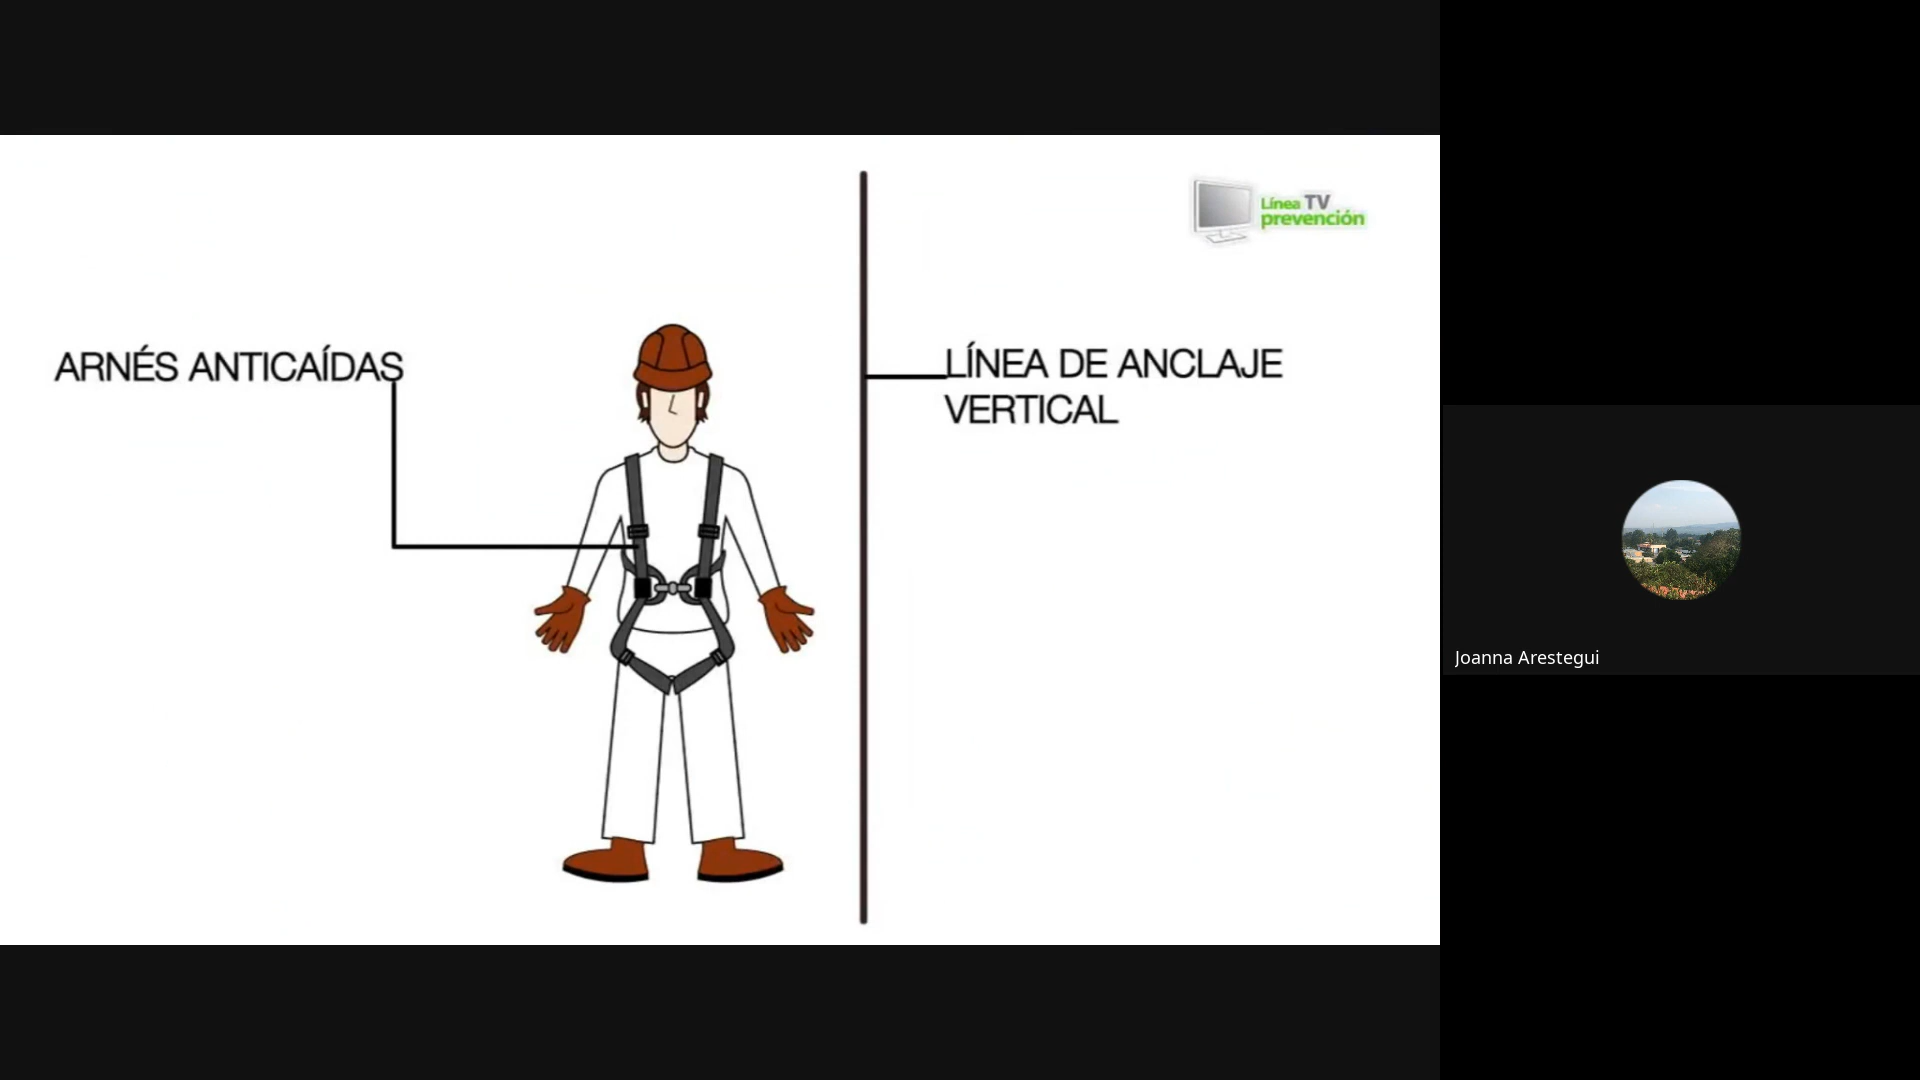 Línea TV
prevención
ARNÉS ANTICAÍDAS
LÍNEA DE ANCLAJE
VERTICAL
Joanna Arestegui